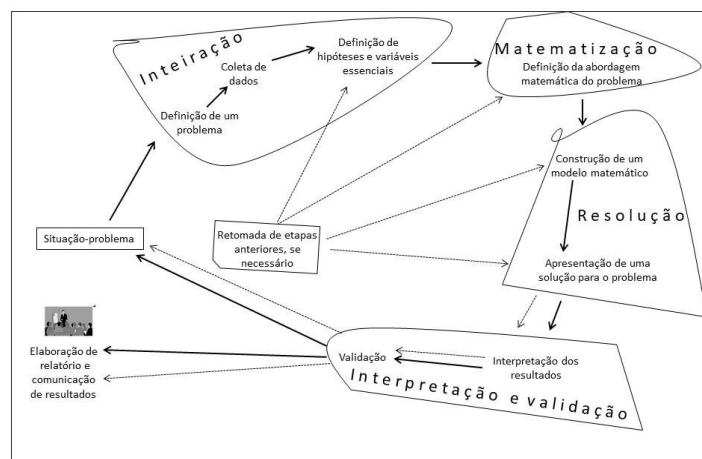 Inteiração
Definição de um
problema
Coleta de
dados
Definição de
hipóteses e variáveis
essenciais
Matematização
Definição da abordagem
matemática do problema
Construção de um
modelo matemático
Resolução
Apresentação de uma
solução para o problema
Situação-problema
Retomada de etapas
anteriores, se
necessário
Interpretação dos
resultados
Validação
Interpretação e validação
Elaboração de
relatório e
comunicação
de resultados